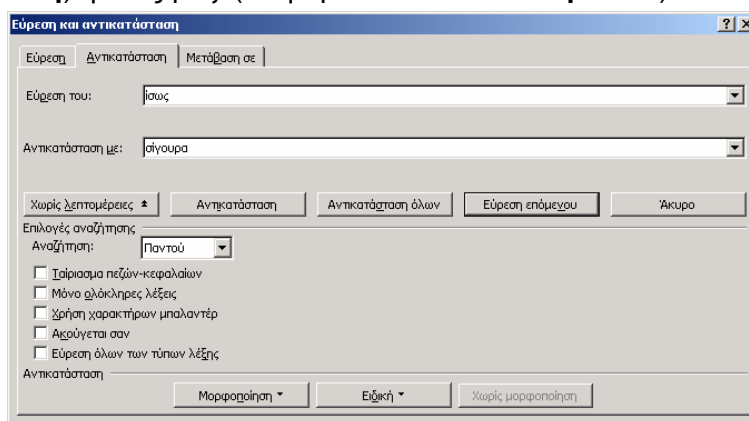 Εύρεση και αντικατάσταση
Εύρεση Αντικατάσταση Μετάβαση σε
Εύρεση του: ίσως
Αντικατάσταση με: σίγουρα
Χωρίς λεπτομέρειες Αντικατάσταση Αντικατάσταση όλων Εύρεση επόμενου Άκυρο
Επιλογές αναζήτησης
Αναζήτηση: Παντού
Ταίριασμα πεζών-κεφαλαίων
Μόνο ολόκληρες λέξεις
Χρήση χαρακτήρων μπαλαντέρ
Ακούγεται σαν
Εύρεση όλων των τύπων λέξης
Αντικατάσταση
Μορφοποίηση Ειδική Χωρίς μορφοποίηση